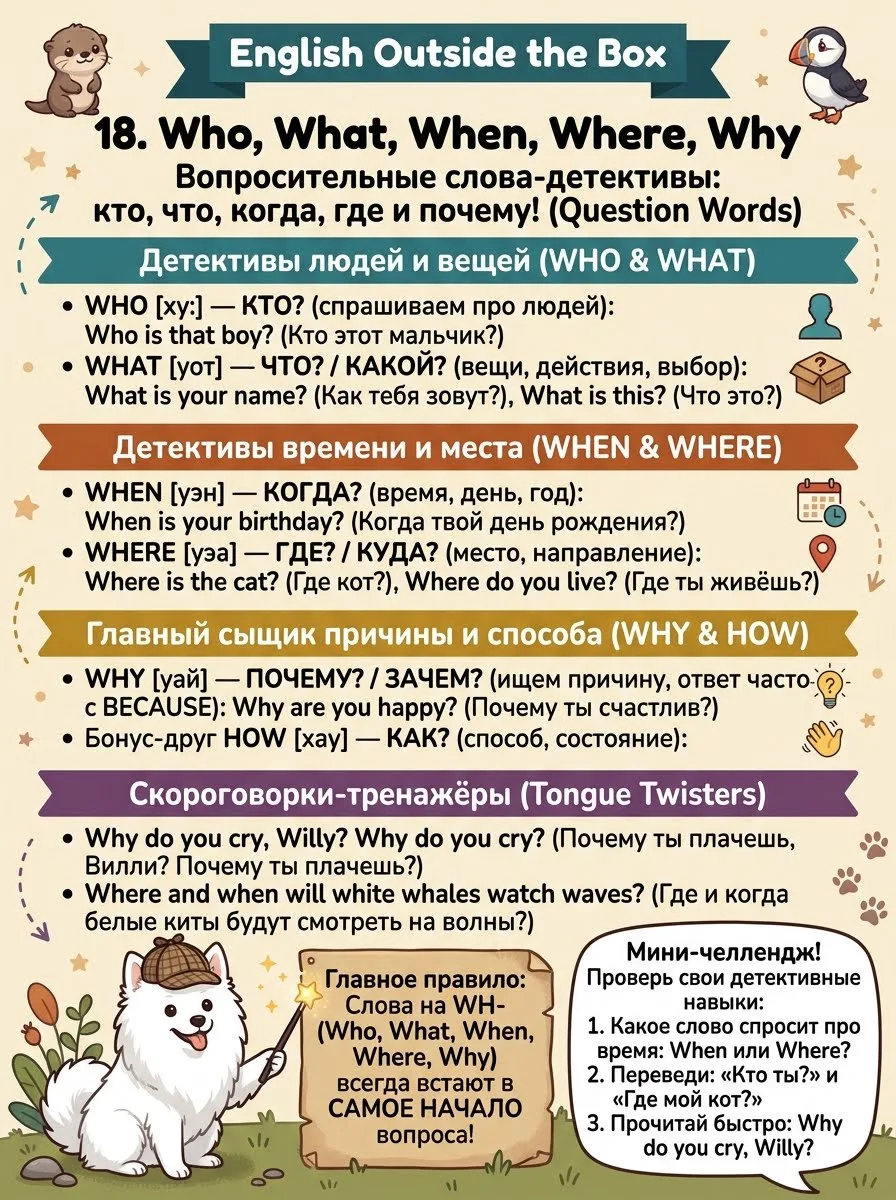 English Outside the Box
18. Who, What, When, Where, Why
Вопросительные слова-детективы:
кто, что, когда, где и почему! (Question Words)
Детективы людей и вещей (WHO & WHAT)
• WHO [ху:] — КТО? (спрашиваем про людей):
Who is that boy? (Кто этот мальчик?)
• WHAT [уот] — ЧТО? / КАКОЙ? (вещи, действия, выбор):
What is your name? (Как тебя зовут?), What is this? (Что это?)
?
Детективы времени и места (WHEN & WHERE)
• WHEN [уэн] — КОГДА? (время, день, год):
When is your birthday? (Когда твой день рождения?)
• WHERE [уэа] — ГДЕ? / КУДА? (место, направление):
Where is the cat? (Где кот?), Where do you live? (Где ты живёшь?)
Главный сыщик причины и способа (WHY & HOW)
• WHY [уай] — ПОЧЕМУ? / ЗАЧЕМ? (ищем причину, ответ часто
с BECAUSE): Why are you happy? (Почему ты счастлив?)
?
• Бонус-друг HOW [хау] — КАК? (способ, состояние):
Скороговорки-тренажёры (Tongue Twisters)
• Why do you cry, Willy? Why do you cry? (Почему ты плачешь,
Вилли? Почему ты плачешь?)
• Where and when will white whales watch waves? (Где и когда
белые киты будут смотреть на волны?)
Главное правило:
Слова на WH-
(Who, What, When,
Where, Why)
всегда встают в
САМОЕ НАЧАЛО
вопроса!
Мини-челлендж!
Проверь свои детективные
навыки:
1. Какое слово спросит про
время: When или Where?
2. Переведи: «Кто ты?» и
«Где мой кот?»
3. Прочитай быстро: Why
do you cry, Willy?